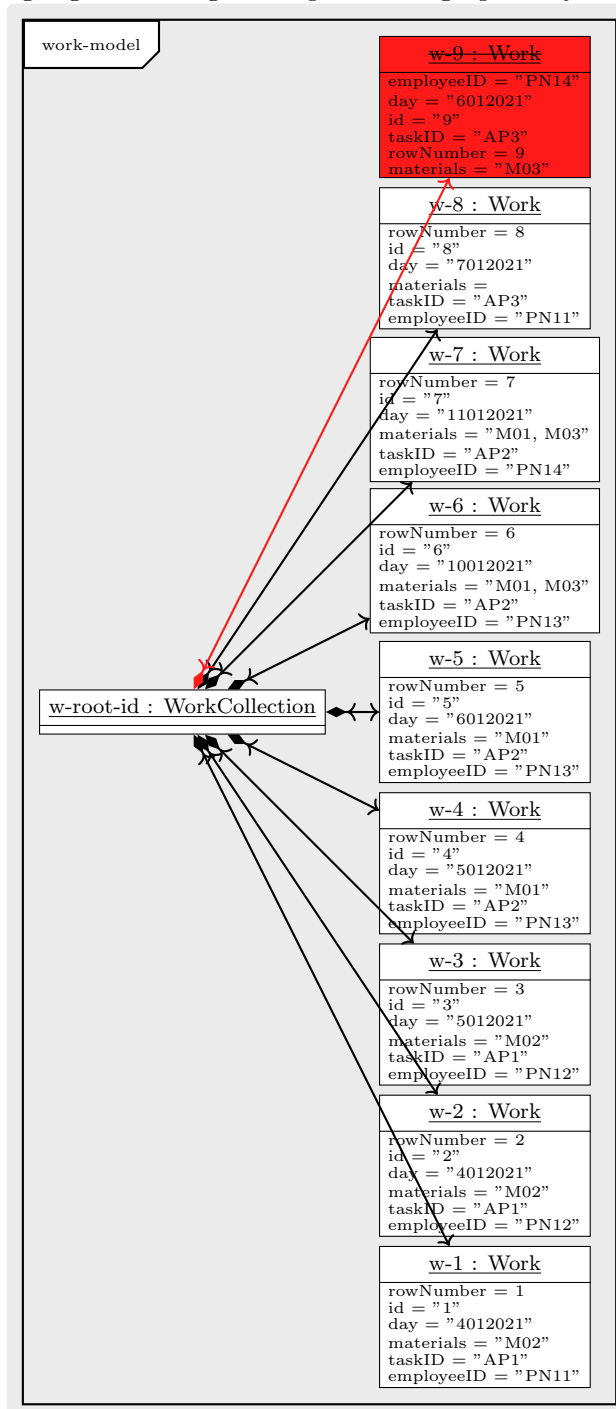 work-model
w-9 : Work
employeeID = ”PN14”
day = ”6012021”
id = ”9”
taskID = ”AP3”
rowNumber = 9
materials = ”M03”
w-8 : Work
rowNumber = 8
id = ”8”
day = ”7012021”
materials =
taskID = ”AP3”
employeeID = ”PN11”
w-7 : Work
rowNumber = 7
id = ”7”
day = ”11012021”
materials = ”M01, M03”
taskID = ”AP2”
employeeID = ”PN14”
w-6 : Work
rowNumber = 6
id = ”6”
day = ”10012021”
materials = ”M01, M03”
taskID = ”AP2”
employeeID = ”PN13”
w-root-id : WorkCollection
w-5 : Work
rowNumber = 5
id = ”5”
day = ”6012021”
materials = ”M01”
taskID = ”AP2”
employeeID = ”PN13”
w-4 : Work
rowNumber = 4
id = ”4”
day = ”5012021”
materials = ”M01”
taskID = ”AP2”
employeeID = ”PN13”
w-3 : Work
rowNumber = 3
id = ”3”
day = ”5012021”
materials = ”M02”
taskID = ”AP1”
employeeID = ”PN12”
w-2 : Work
rowNumber = 2
id = ”2”
day = ”4012021”
materials = ”M02”
taskID = ”AP1”
employeeID = ”PN12”
w-1 : Work
rowNumber = 1
id = ”1”
day = ”4012021”
materials = ”M02”
taskID = ”AP1”
employeeID = ”PN11”